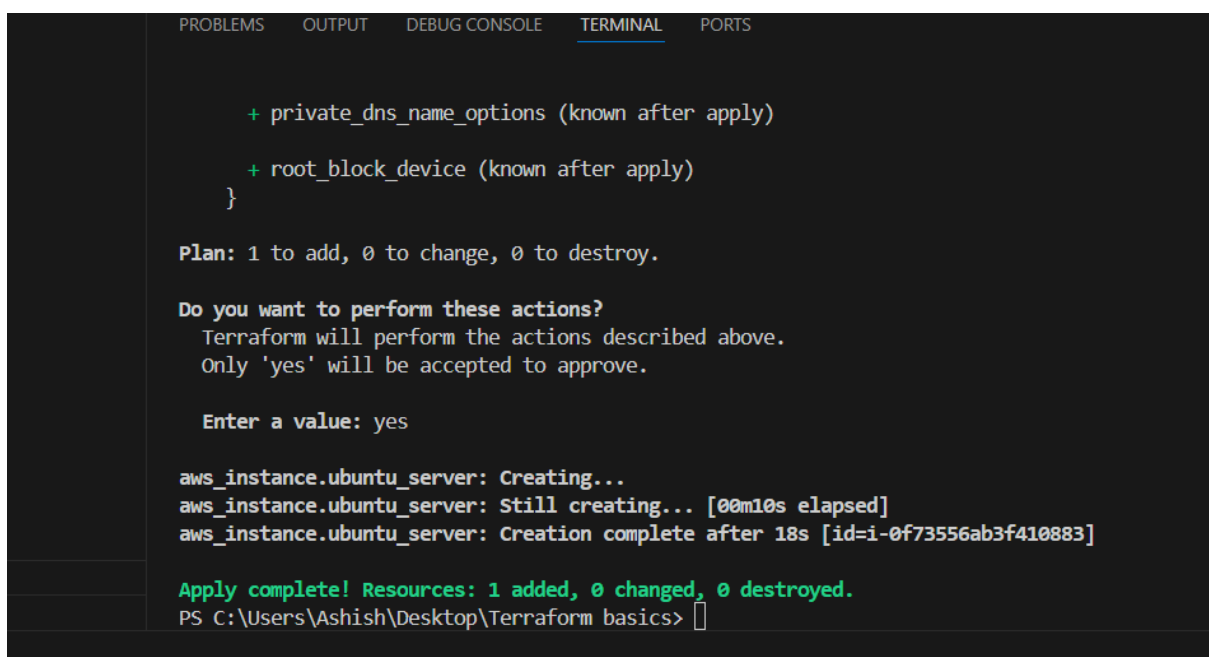 PROBLEMS OUTPUT DEBUG CONSOLE TERMINAL PORTS
+ private_dns_name_options (known after apply)
+ root_block_device (known after apply)
}
Plan: 1 to add, 0 to change, 0 to destroy.
Do you want to perform these actions?
Terraform will perform the actions described above.
Only 'yes' will be accepted to approve.
Enter a value: yes
aws_instance.ubuntu_server: Creating...
aws_instance.ubuntu_server: Still creating... [00m10s elapsed]
aws_instance.ubuntu_server: Creation complete after 18s [id=i-0f73556ab3f410883]
Apply complete! Resources: 1 added, 0 changed, 0 destroyed.
PS C:\Users\Ashish\Desktop\Terraform basics>